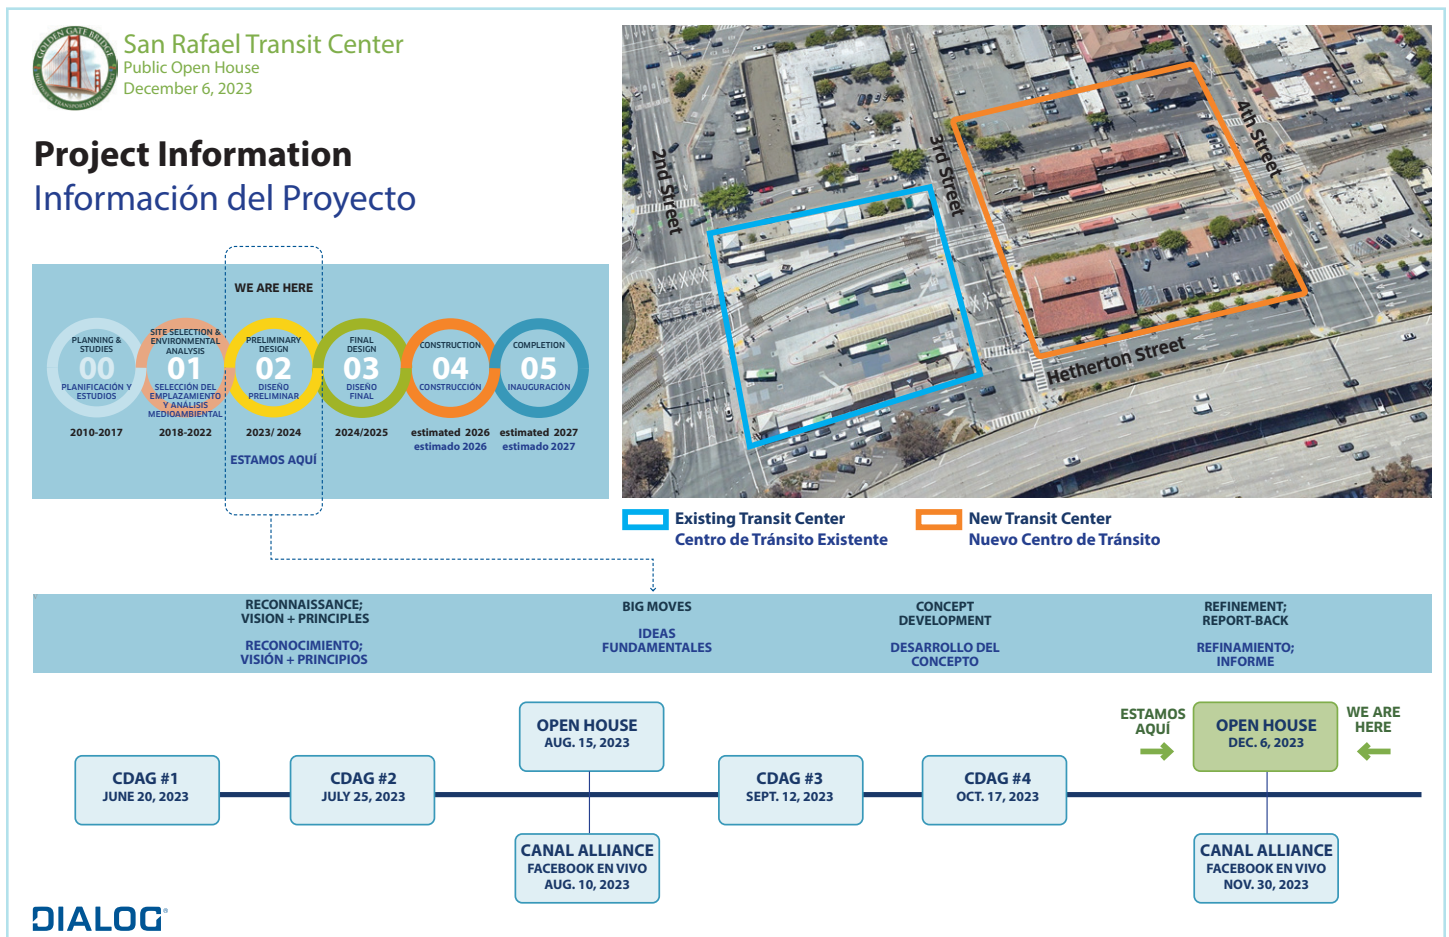 GOLDEN GATE BRIDGE
HIGHWAY & TRANSPORTATION DISTRICT
San Rafael Transit Center
Public Open House
December 6, 2023
Project Information
Información del Proyecto
WE ARE HERE
PLANNING &
STUDIES
00
PLANIFICACIÓN Y
ESTUDIOS
2010-2017
SITE SELECTION &
ENVIRONMENTAL
ANALYSIS
01
SELECCIÓN DEL
EMPLAZAMIENTO
Y ANÁLISIS
MEDIOAMBIENTAL
2018-2022
PRELIMINARY
DESIGN
02
DISEÑO
PRELIMINAR
2023/ 2024
ESTAMOS AQUÍ
FINAL
DESIGN
03
DISEÑO
FINAL
2024/2025
CONSTRUCTION
04
CONSTRUCCIÓN
estimated 2026
estimado 2026
COMPLETION
05
INAUGURACIÓN
estimated 2027
estimado 2027
2nd Street
3rd Street
4th Street
Hetherton Street
Existing Transit Center
Centro de Tránsito Existente
New Transit Center
Nuevo Centro de Tránsito
RECONNAISSANCE;
VISION + PRINCIPLES
RECONOCIMIENTO;
VISIÓN + PRINCIPIOS
BIG MOVES
IDEAS
FUNDAMENTALES
CONCEPT
DEVELOPMENT
DESARROLLO DEL
CONCEPTO
REFINEMENT;
REPORT-BACK
REFINAMIENTO;
INFORME
CDAG #1
JUNE 20, 2023
CDAG #2
JULY 25, 2023
OPEN HOUSE
AUG. 15, 2023
CANAL ALLIANCE
FACEBOOK EN VIVO
AUG. 10, 2023
CDAG #3
SEPT. 12, 2023
CDAG #4
OCT. 17, 2023
ESTAMOS
AQUÍ
OPEN HOUSE
DEC. 6, 2023
WE ARE
HERE
CANAL ALLIANCE
FACEBOOK EN VIVO
NOV. 30, 2023
DIALOG®